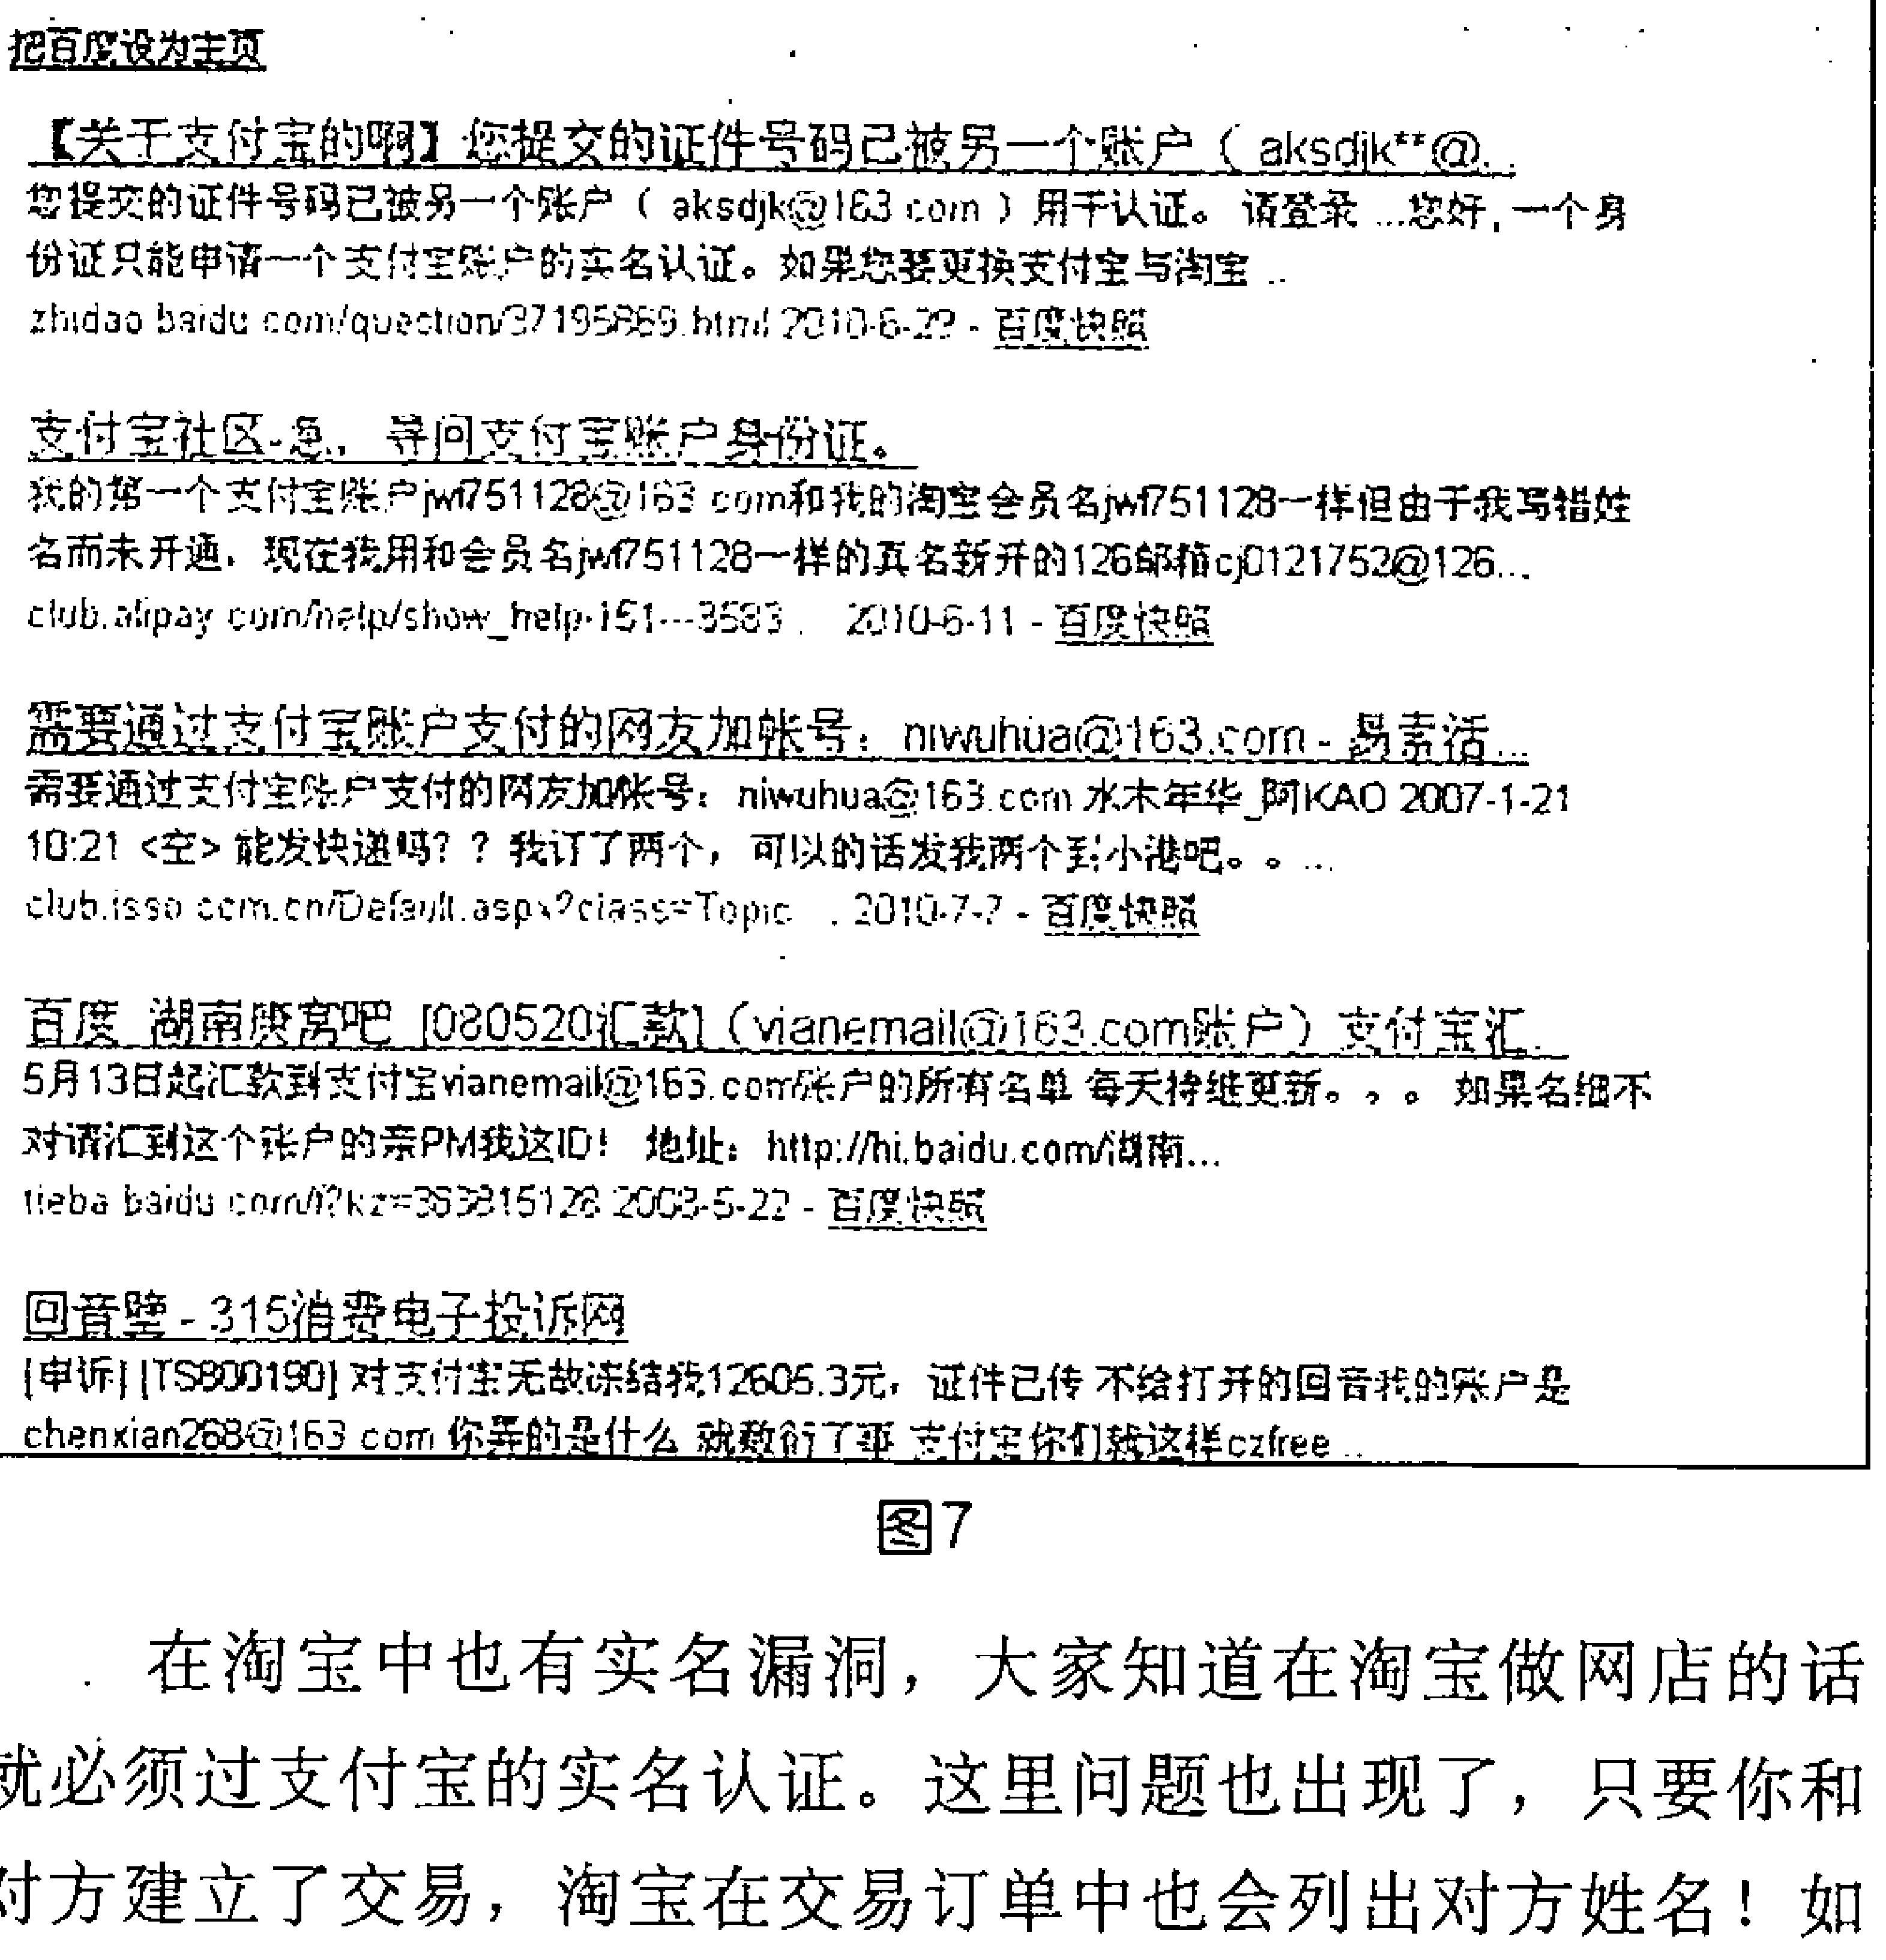 把百度设为主页
【关于支付宝的啊】您提交的证件号码已被另一个账户（ aksdjk**@...
您提交的证件号码已被另一个账户（ aksdjk@163.com ）用于认证。 请登录 ...您好,一个身
份证只能申请一个支付宝账户的实名认证。如果您要更换支付宝与淘宝 ...
zhidao.baidu.com/question/37195869.html 2010-6-23 - 百度快照
支付宝社区-急，寻问支付宝账户身份证。
我的第一个支付宝账户jwf751128@163.com和我的淘宝会员名jwf751128一样但由于我写错姓
名而未开通，现在我用和会员名jwf751128一样的真名新开的126邮箱cj0121752@126...
club.alipay.com/help/show_help-151---3583... 2010-6-11 - 百度快照
需要通过支付宝账户支付的网友加帐号：niwuhua@163.com - 易素活...
需要通过支付宝账户支付的网友加帐号：niwuhua@163.com 水木年华_阿KAO 2007-1-21
10:21 <空> 能发快递吗？？我订了两个，可以的话发我两个到小港吧。。...
club.isso.com.cn/Default.aspx?class=Topic... 2010-7-7 - 百度快照
百度_湖南庹窝吧_[080520汇款]（vianemail@163.com账户）支付宝汇...
5月13日起汇款到支付宝vianemail@163.com账户的所有名单 每天持继更新。。。 如果名细不
对请汇到这个账户的亲PM我这ID！ 地址：http://hi.baidu.com/湖南...
tieba.baidu.com/f?kz=383815128 2008-5-22 - 百度快照
回音壁 - 315消费电子投诉网
[申诉] [TS800190] 对支付宝无故冻结我12605.3元，证件已传 不给打开的回音我的账户是
chenxian268@163.com 你弄的是什么 就敷衍了事 支付宝你们就这样czfree...
图7
在淘宝中也有实名漏洞，大家知道在淘宝做网店的话
就必须过支付宝的实名认证。这里问题也出现了，只要你和
对方建立了交易，淘宝在交易订单中也会列出对方姓名！如